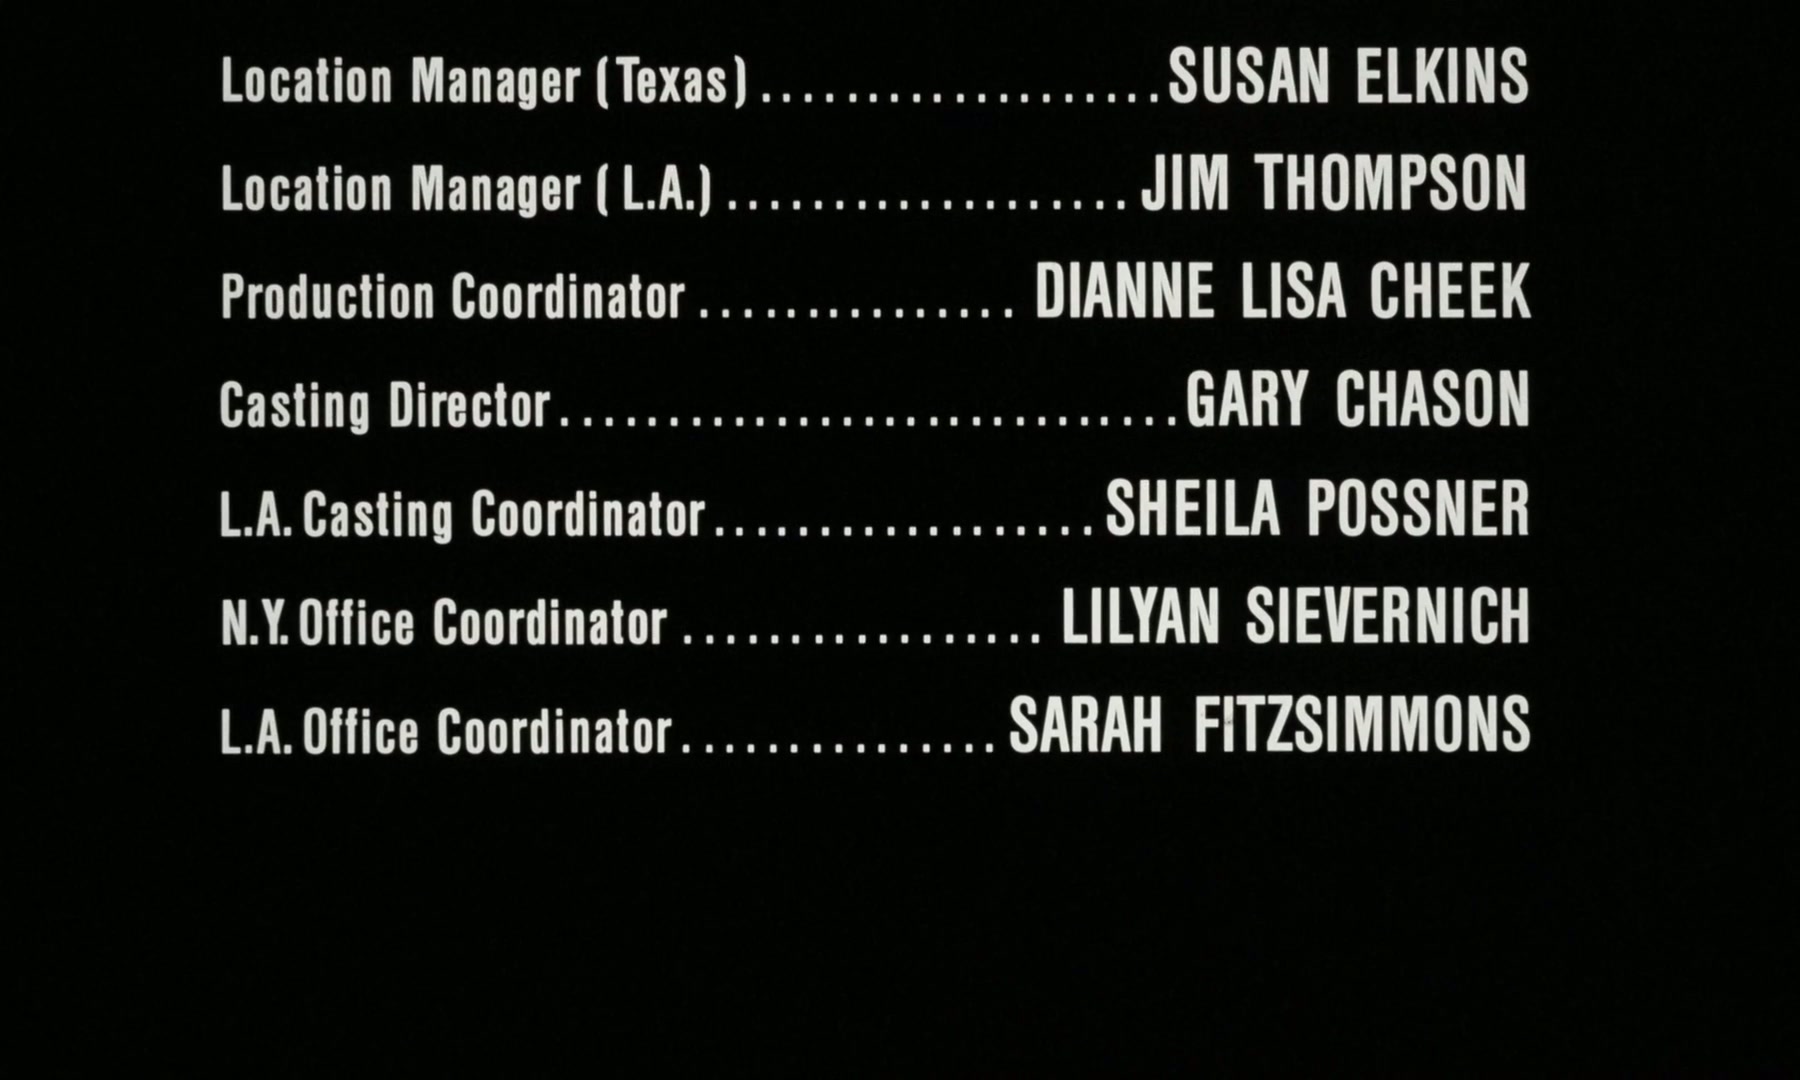 Location Manager (Texas)...................SUSAN ELKINS
Location Manager ( L.A.) ...................JIM THOMPSON
Production Coordinator ............... DIANNE LISA CHEEK
Casting Director.............................GARY CHASON
L.A. Casting Coordinator..................SHEILA POSSNER
N.Y. Office Coordinator ................. LILYAN SIEVERNICH
L.A. Office Coordinator...............SARAH FITZSIMMONS